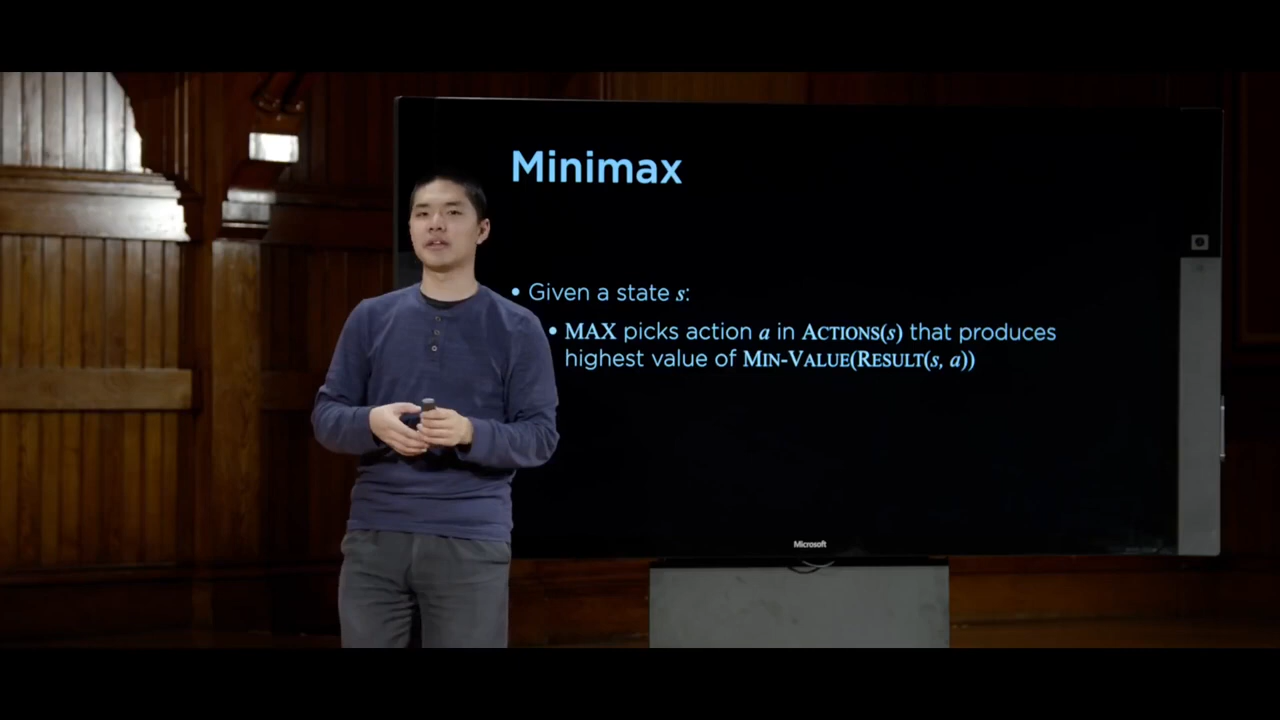 Minimax
• Given a state s:
• MAX picks action a in ACTIONS(s) that produces
highest value of MIN-VALUE(RESULT(s, a))
Microsoft